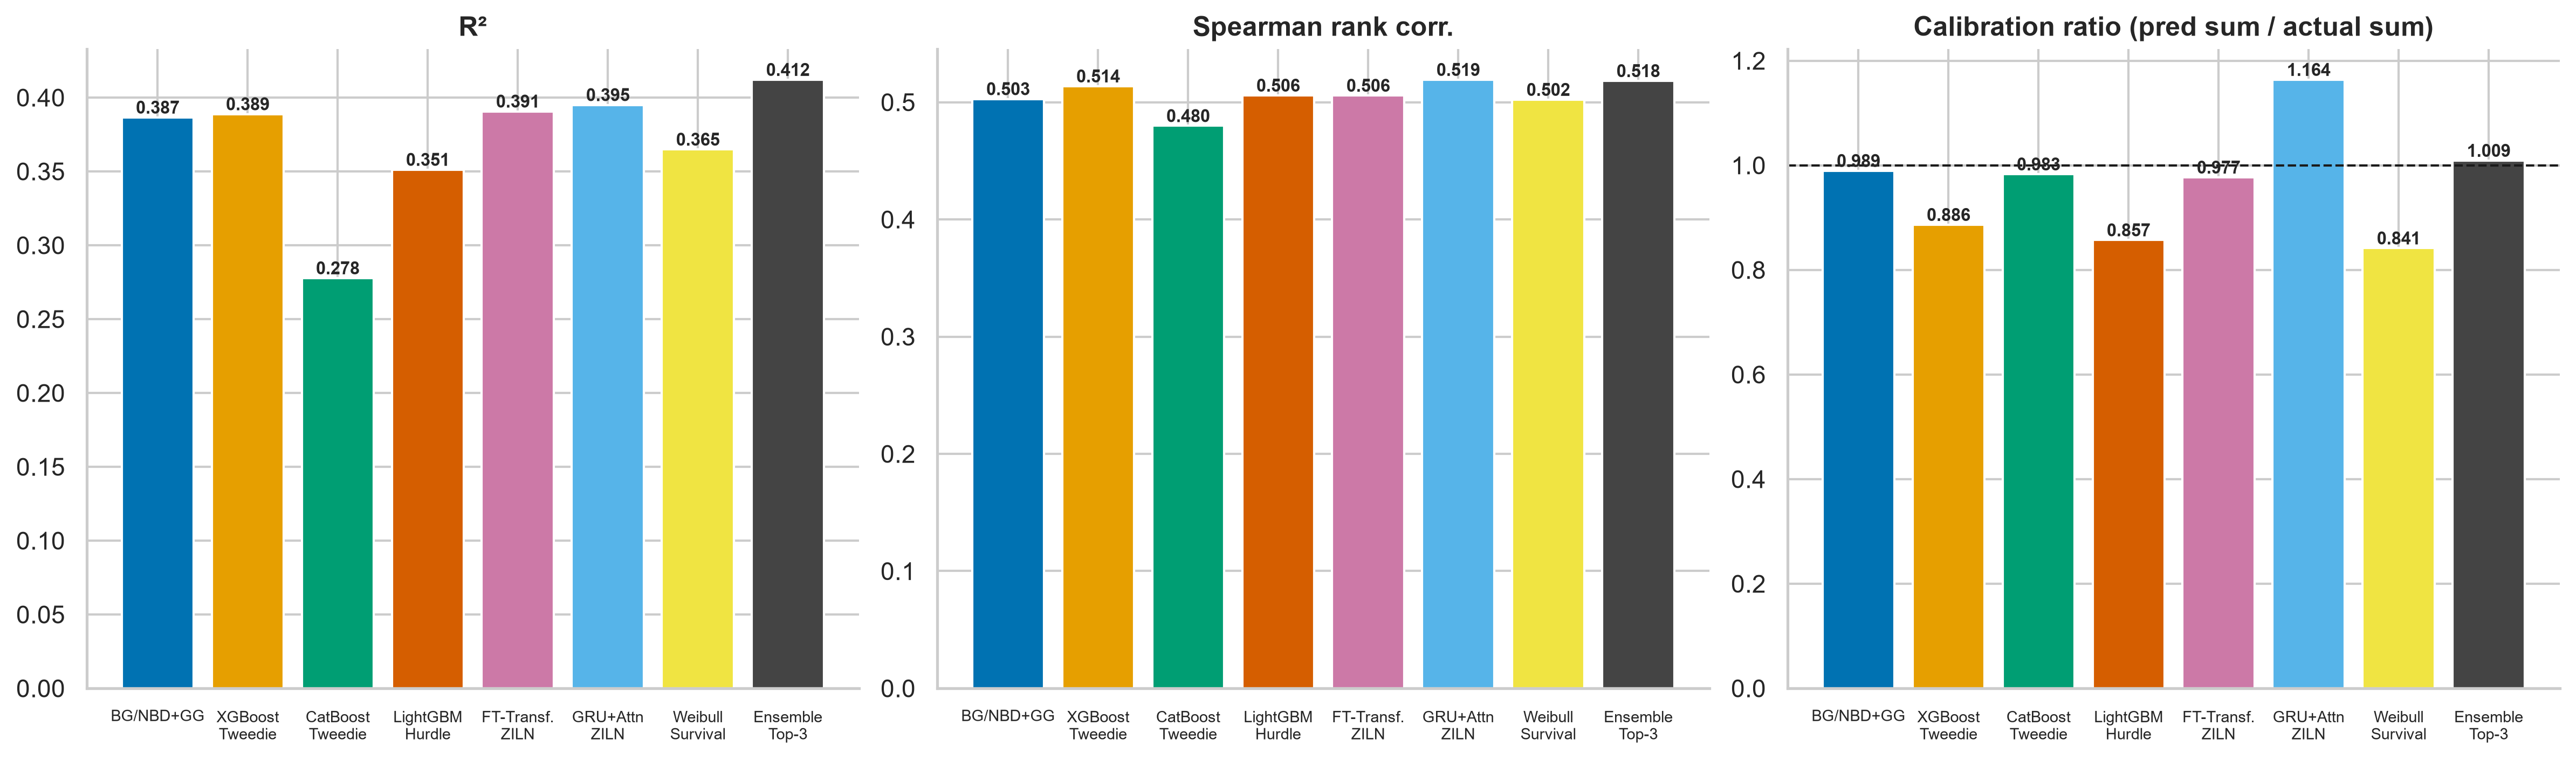 R²
0.40
0.35
0.30
0.25
0.20
0.15
0.10
0.05
0.00
0.387
0.389
0.278
0.351
0.391
0.395
0.365
0.412
BG/NBD+GG
XGBoost
Tweedie
CatBoost
Tweedie
LightGBM
Hurdle
FT-Transf.
ZILN
GRU+Attn
ZILN
Weibull
Survival
Ensemble
Top-3
Spearman rank corr.
0.5
0.4
0.3
0.2
0.1
0.0
0.503
0.514
0.480
0.506
0.506
0.519
0.502
0.518
BG/NBD+GG
XGBoost
Tweedie
CatBoost
Tweedie
LightGBM
Hurdle
FT-Transf.
ZILN
GRU+Attn
ZILN
Weibull
Survival
Ensemble
Top-3
Calibration ratio (pred sum / actual sum)
1.2
1.0
0.8
0.6
0.4
0.2
0.0
0.989
0.886
0.983
0.857
0.977
1.164
0.841
1.009
BG/NBD+GG
XGBoost
Tweedie
CatBoost
Tweedie
LightGBM
Hurdle
FT-Transf.
ZILN
GRU+Attn
ZILN
Weibull
Survival
Ensemble
Top-3